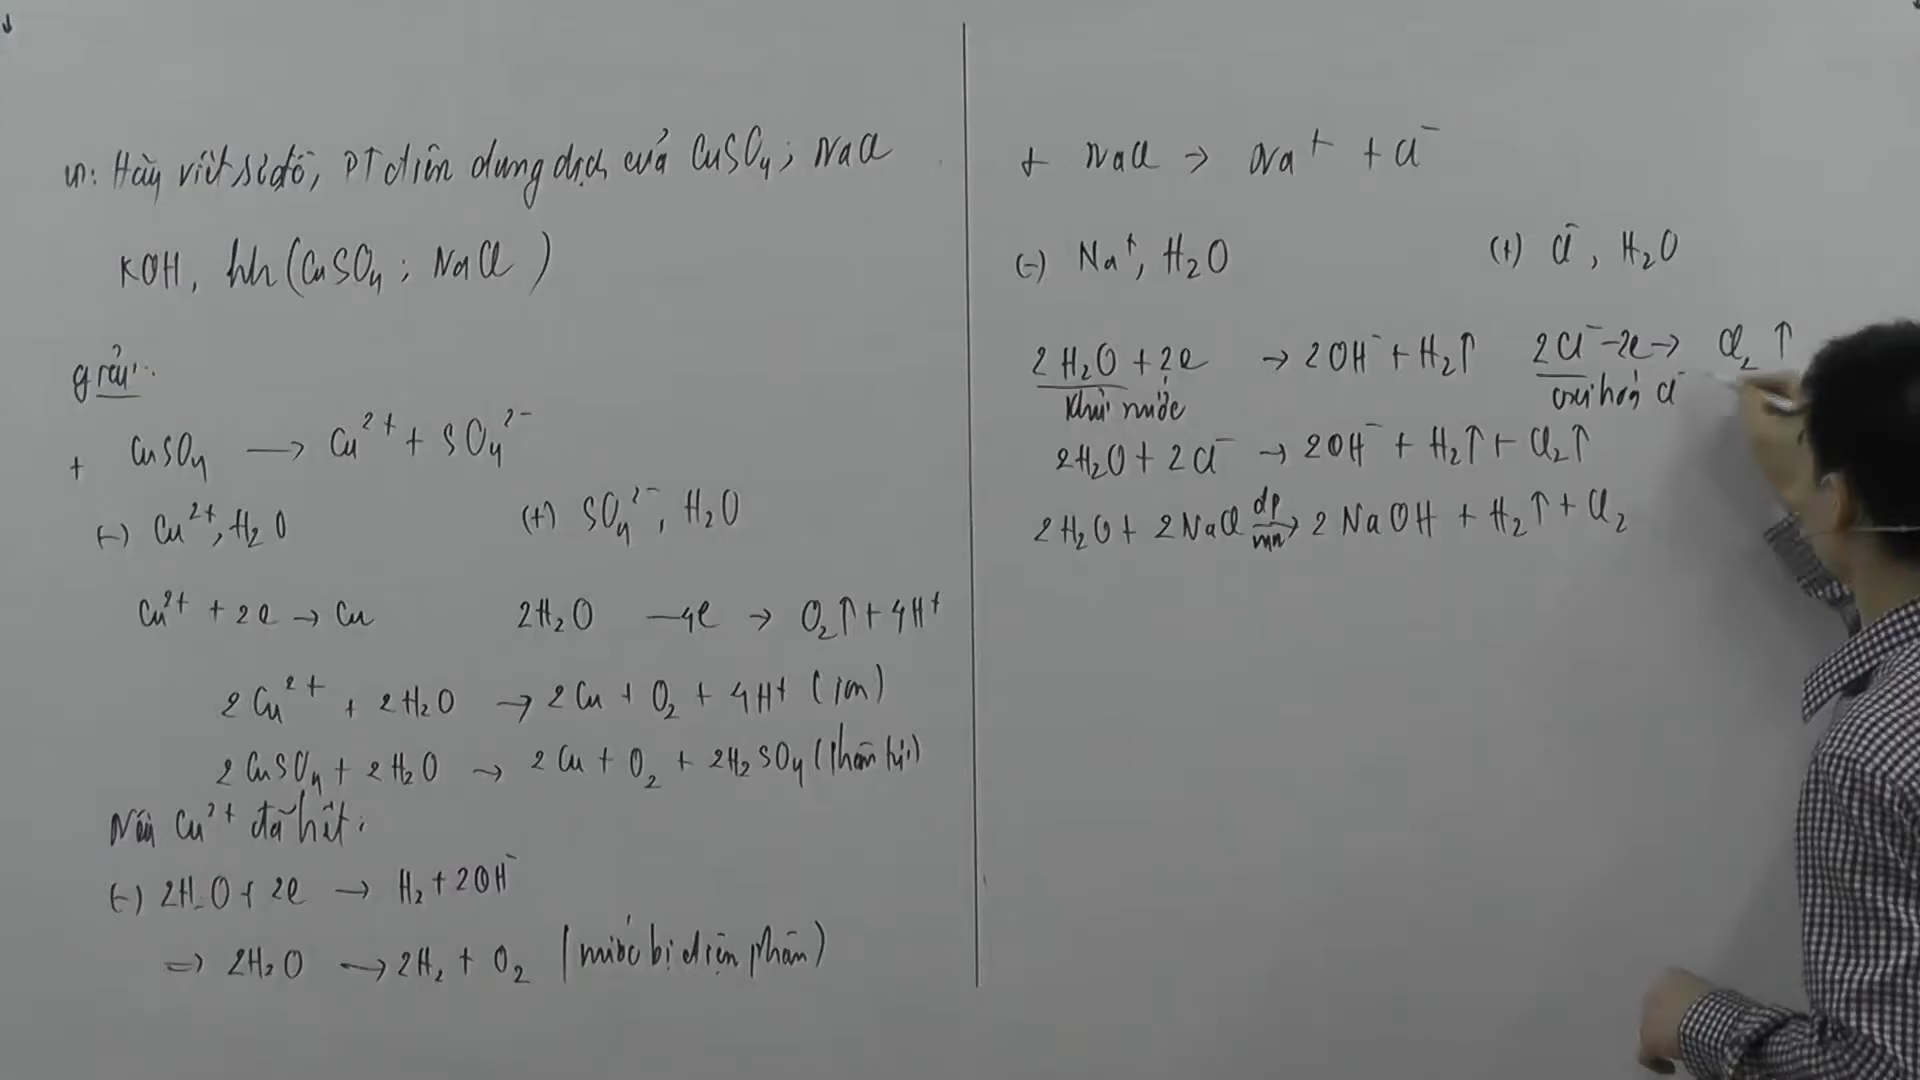 VD: Hãy viết sơ đồ, PT điện dung dịch của CuSO₄; NaCl
KOH, hh (CuSO₄; NaCl)
giải:
+ CuSO₄ → Cu²⁺ + SO₄²⁻
(-) Cu²⁺, H₂O (+) SO₄²⁻, H₂O
Cu²⁺ + 2e → Cu 2H₂O - 4e → O₂↑ + 4H⁺
2Cu²⁺ + 2H₂O → 2Cu + O₂ + 4H⁺ (ion)
2CuSO₄ + 2H₂O → 2Cu + O₂ + 2H₂SO₄ (phân tử)
Nếu Cu²⁺ đã hết:
(-) 2H₂O + 2e → H₂ + 2OH⁻
⇒ 2H₂O → 2H₂ + O₂ (nước bị điện phân)
+ NaCl → Na⁺ + Cl⁻
(-) Na⁺, H₂O (+) Cl⁻, H₂O
2H₂O + 2e → 2OH⁻ + H₂↑ 2Cl⁻ - 2e → Cl₂↑
khử nước oxi hoá Cl⁻
2H₂O + 2Cl⁻ → 2OH⁻ + H₂↑ + Cl₂↑
2H₂O + 2NaCl đp mn → 2NaOH + H₂↑ + Cl₂